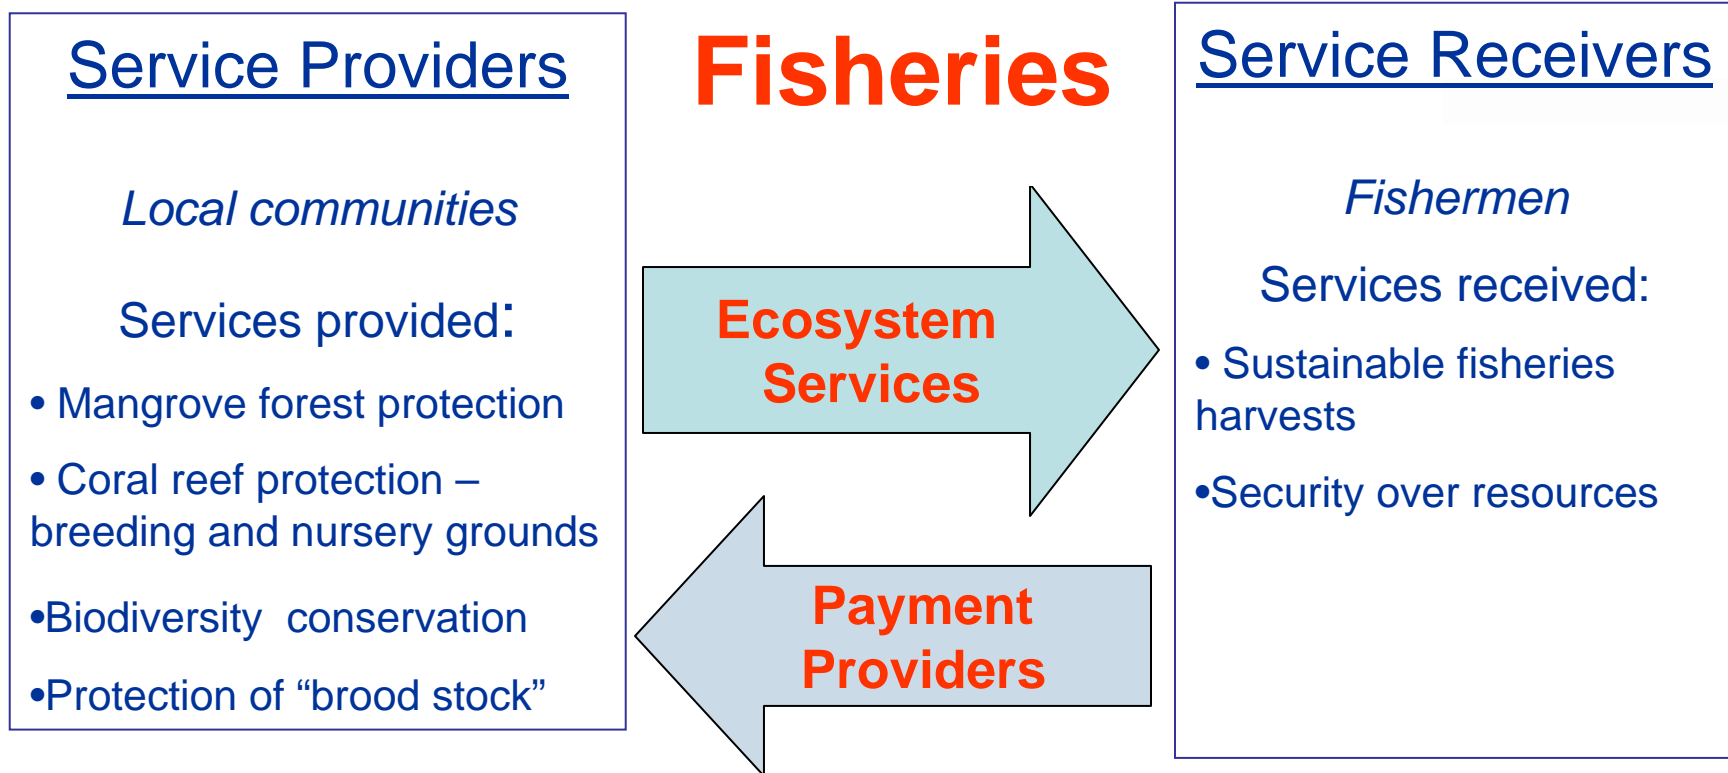 Service Providers
Local communities
Services provided:
• Mangrove forest protection
• Coral reef protection –
breeding and nursery grounds
•Biodiversity conservation
•Protection of “brood stock”
Fisheries
Ecosystem
Services
Payment
Providers
Service Receivers
Fishermen
Services received:
• Sustainable fisheries
harvests
•Security over resources